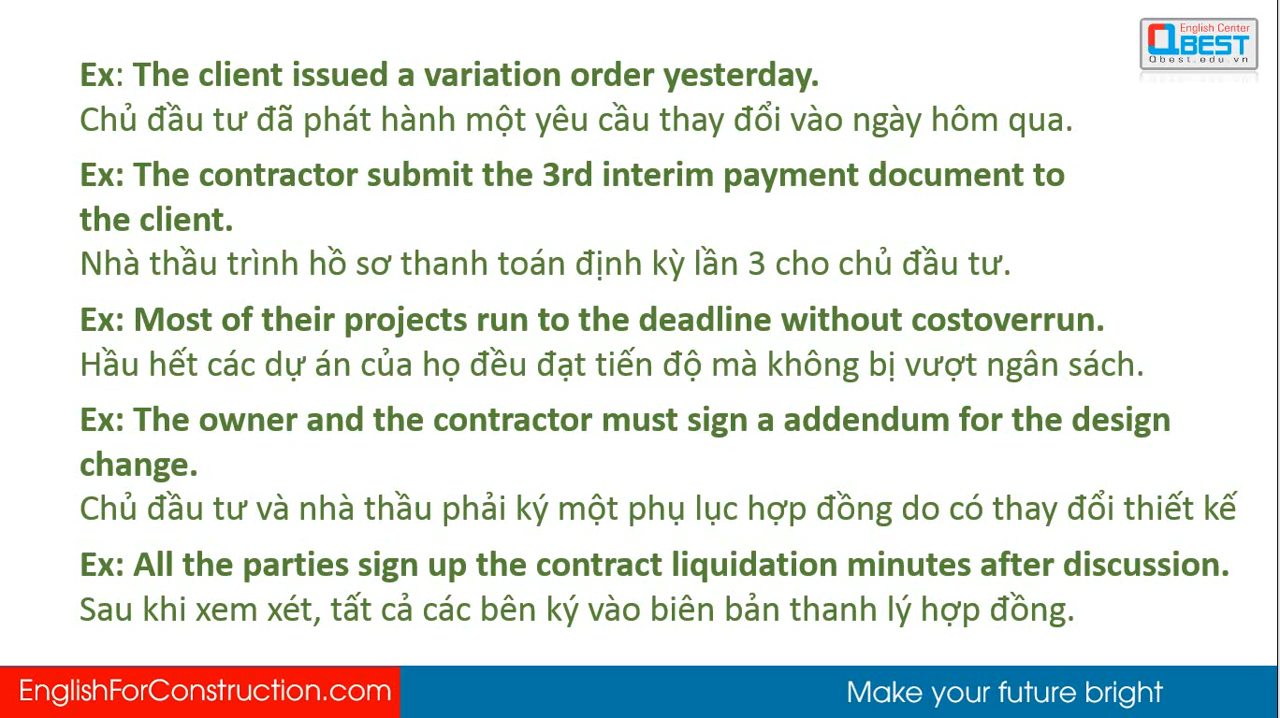 English Center
QBEST
Qbest.edu.vn
Ex: The client issued a variation order yesterday.
Chủ đầu tư đã phát hành một yêu cầu thay đổi vào ngày hôm qua.
Ex: The contractor submit the 3rd interim payment document to
the client.
Nhà thầu trình hồ sơ thanh toán định kỳ lần 3 cho chủ đầu tư.
Ex: Most of their projects run to the deadline without costoverrun.
Hầu hết các dự án của họ đều đạt tiến độ mà không bị vượt ngân sách.
Ex: The owner and the contractor must sign a addendum for the design
change.
Chủ đầu tư và nhà thầu phải ký một phụ lục hợp đồng do có thay đổi thiết kế
Ex: All the parties sign up the contract liquidation minutes after discussion.
Sau khi xem xét, tất cả các bên ký vào biên bản thanh lý hợp đồng.
EnglishForConstruction.com
Make your future bright